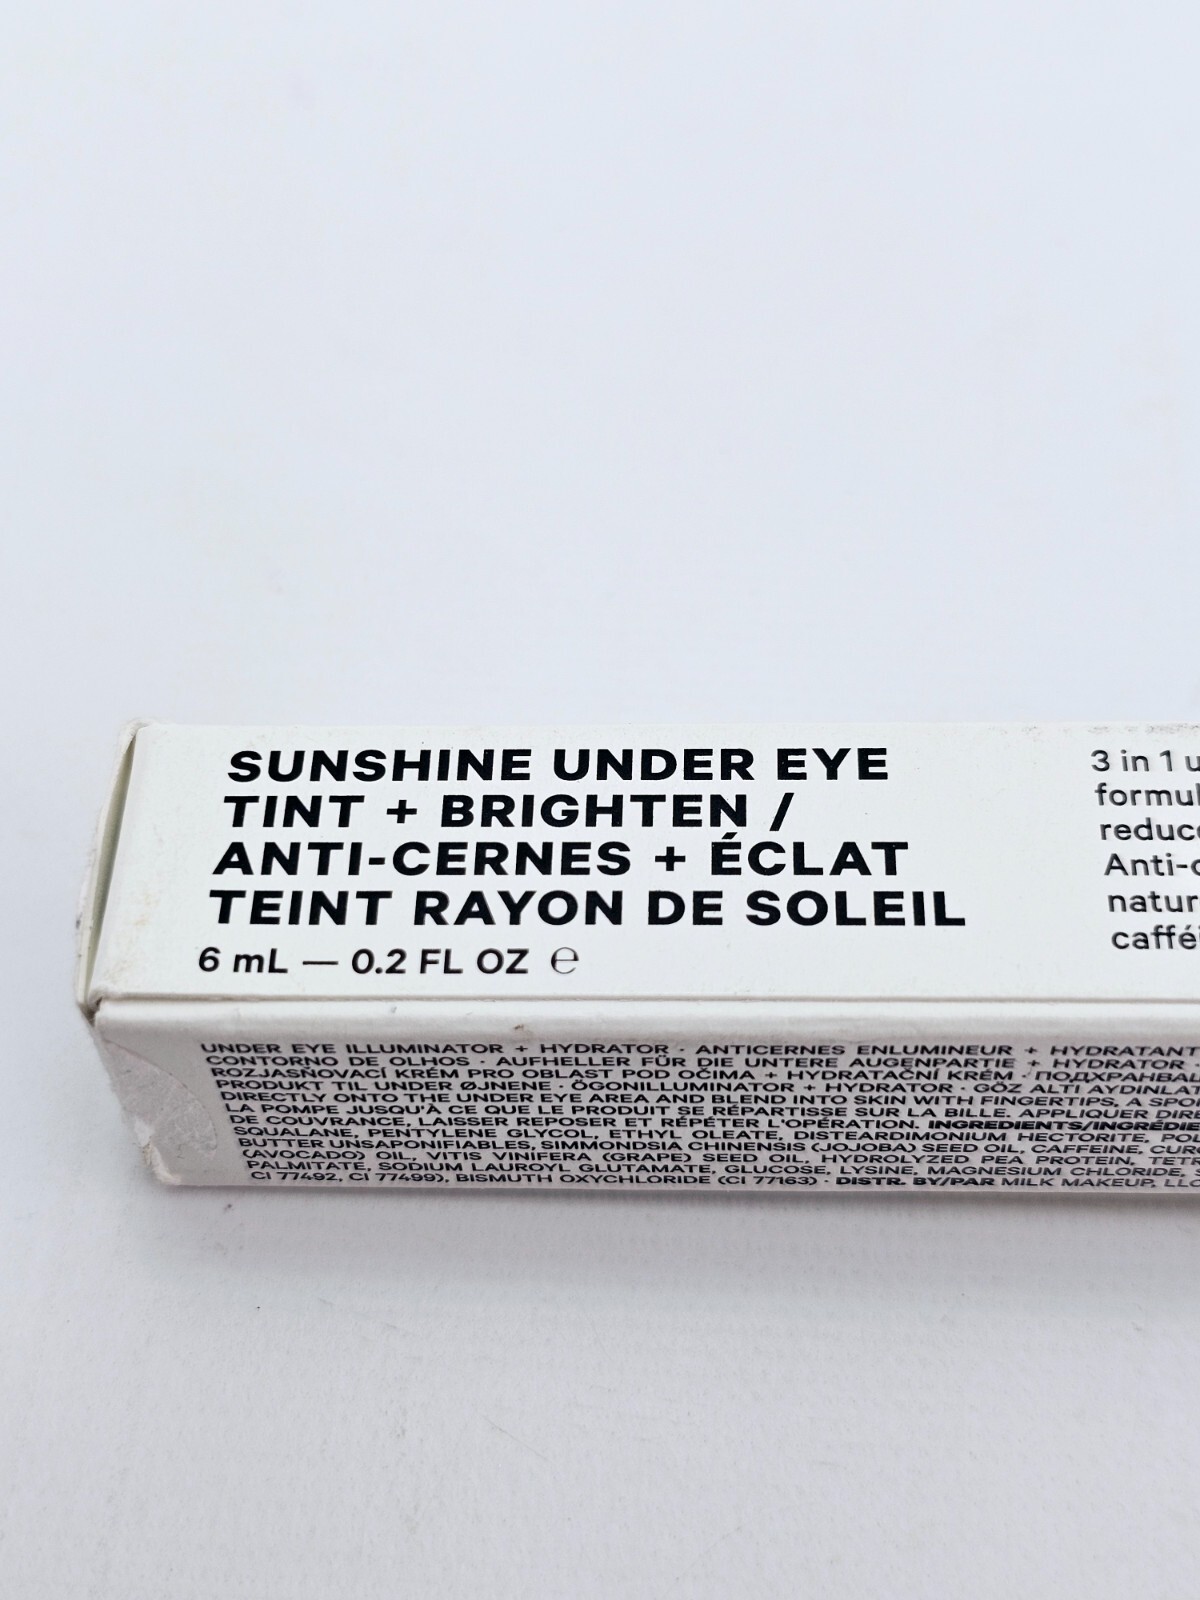 SUNSHINE UNDER EYE
TINT + BRIGHTEN /
ANTI-CERNES + ÉCLAT
TEINT RAYON DE SOLEIL
6 mL — 0.2 FL OZ ℮
3 in 1 u
formul
reduce
Anti-c
natur
caféi
UNDER EYE ILLUMINATOR + HYDRATOR · ANTICERNES ENLUMINEUR + HYDRATANT
CONTORNO DE OLHOS · AUFHELLER FÜR DIE UNTERE AUGENPARTIE + HYDRATOR ·
ROZJASŇOVACÍ KRÉM PRO OBLAST POD OČIMA + HYDRATAČNÍ KRÉM · ПОДХРАНВАЩ
PRODUKT TIL UNDER ØJNENE · ÖGONILLUMINATOR + HYDRATOR · GÖZ ALTI AYDINLAT
DIRECTLY ONTO THE UNDER EYE AREA AND BLEND INTO SKIN WITH FINGERTIPS, A SPO
LA POMPE JUSQU'À CE QUE LE PRODUIT SE RÉPARTISSE SUR LA BILLE. APPLIQUER DIRE
DE COUVRANCE, LAISSER REPOSER ET RÉPÉTER L'OPÉRATION. INGREDIENTS/INGRÉDIE
SQUALANE, PENTYLENE GLYCOL, ETHYL OLEATE, DISTEARDIMONIUM HECTORITE, POL
BUTTER UNSAPONIFIABLES, SIMMONDSIA CHINENSIS (JOJOBA) SEED OIL, CAFFEINE, CURC
(AVOCADO) OIL, VITIS VINIFERA (GRAPE) SEED OIL, HYDROLYZED PEA PROTEIN, TETR
PALMITATE, SODIUM LAUROYL GLUTAMATE, GLUCOSE, LYSINE, MAGNESIUM CHLORIDE, S
CI 77492, CI 77499), BISMUTH OXYCHLORIDE (CI 77163) · DISTR. BY/PAR MILK MAKEUP, LLC